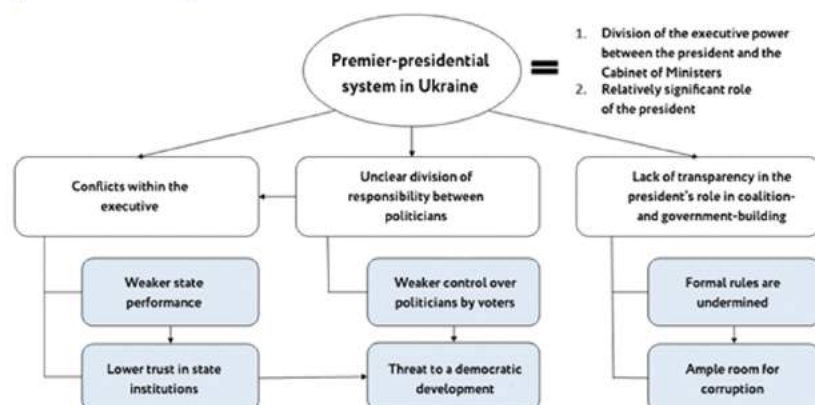 Premier-presidential
system in Ukraine
=
1. Division of the executive power
between the president and the
Cabinet of Ministers
2. Relatively significant role
of the president
Conflicts within the
executive
Unclear division of
responsibility between
politicians
Lack of transparency in the
president's role in coalition-
and government-building
Weaker state
performance
Weaker control over
politicians by voters
Formal rules are
undermined
Lower trust in state
institutions
Threat to a democratic
development
Ample room for
corruption